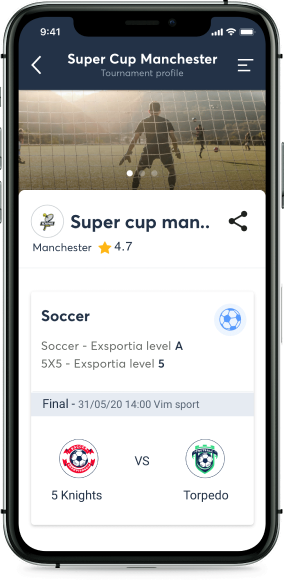 9:41
Super Cup Manchester
Tournament profile
Super cup man..
Manchester 4.7
Soccer
Soccer - Exsportia level A
5X5 - Exsportia level 5
Final - 31/05/20 14:00 Vim sport
VS
5 Knights Torpedo